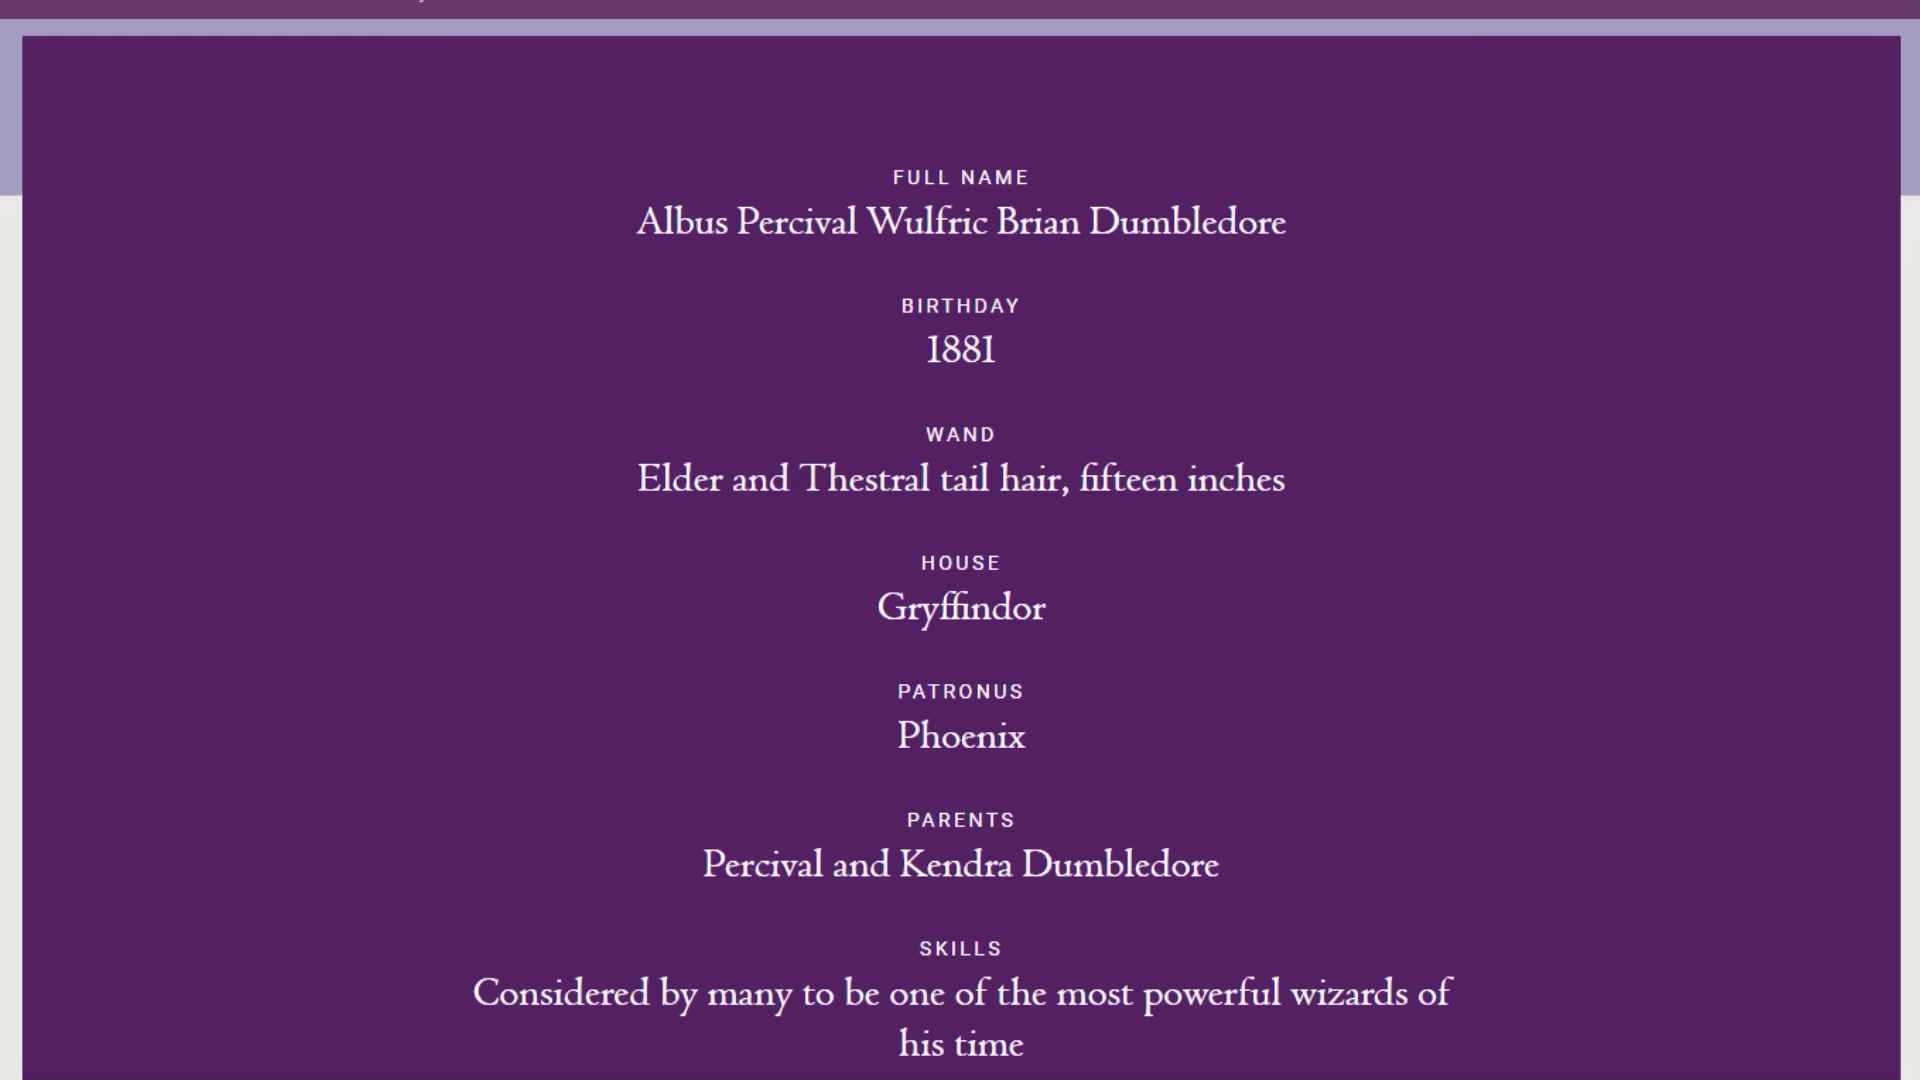 FULL NAME
Albus Percival Wulfric Brian Dumbledore
BIRTHDAY
1881
WAND
Elder and Thestral tail hair, fifteen inches
HOUSE
Gryffindor
PATRONUS
Phoenix
PARENTS
Percival and Kendra Dumbledore
SKILLS
Considered by many to be one of the most powerful wizards of
his time